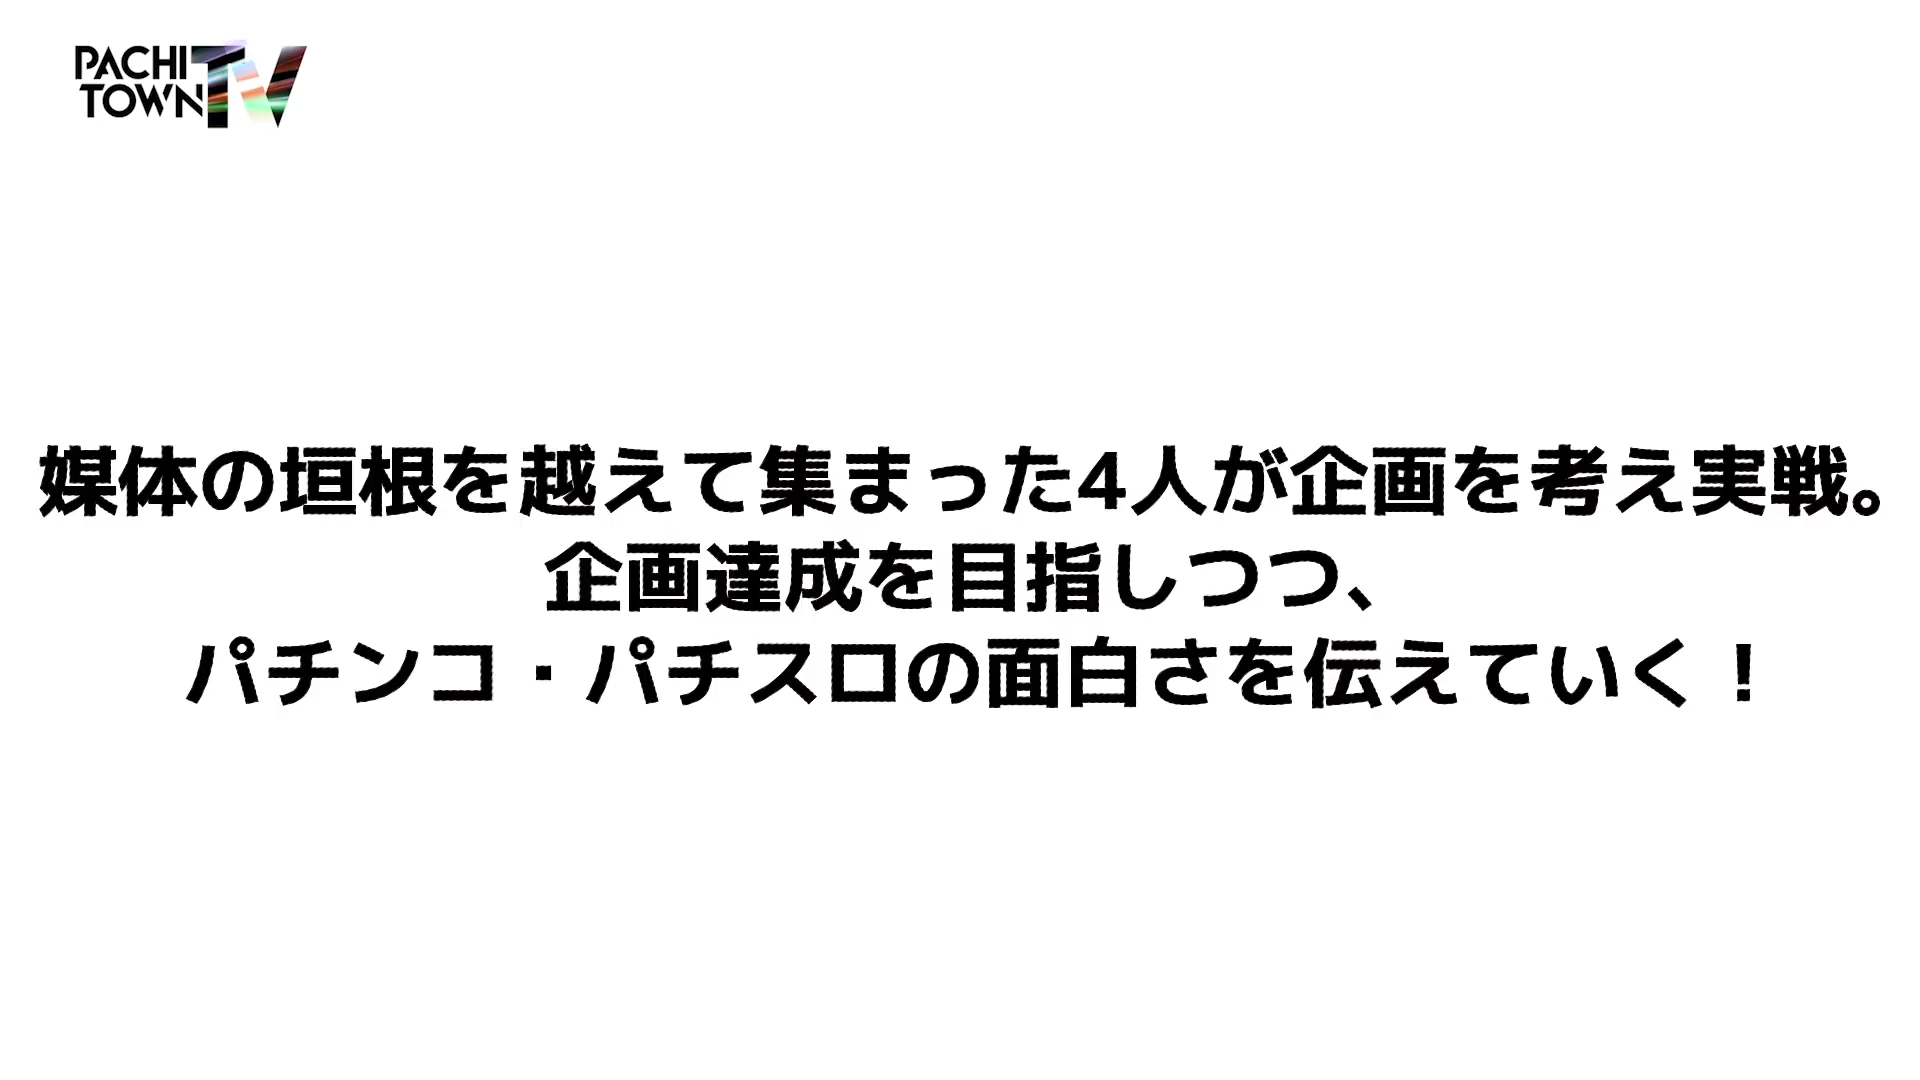 PACHI
TOWN TV
媒体の垣根を越えて集まった4人が企画を考え実戦。
企画達成を目指しつつ、
パチンコ・パチスロの面白さを伝えていく！